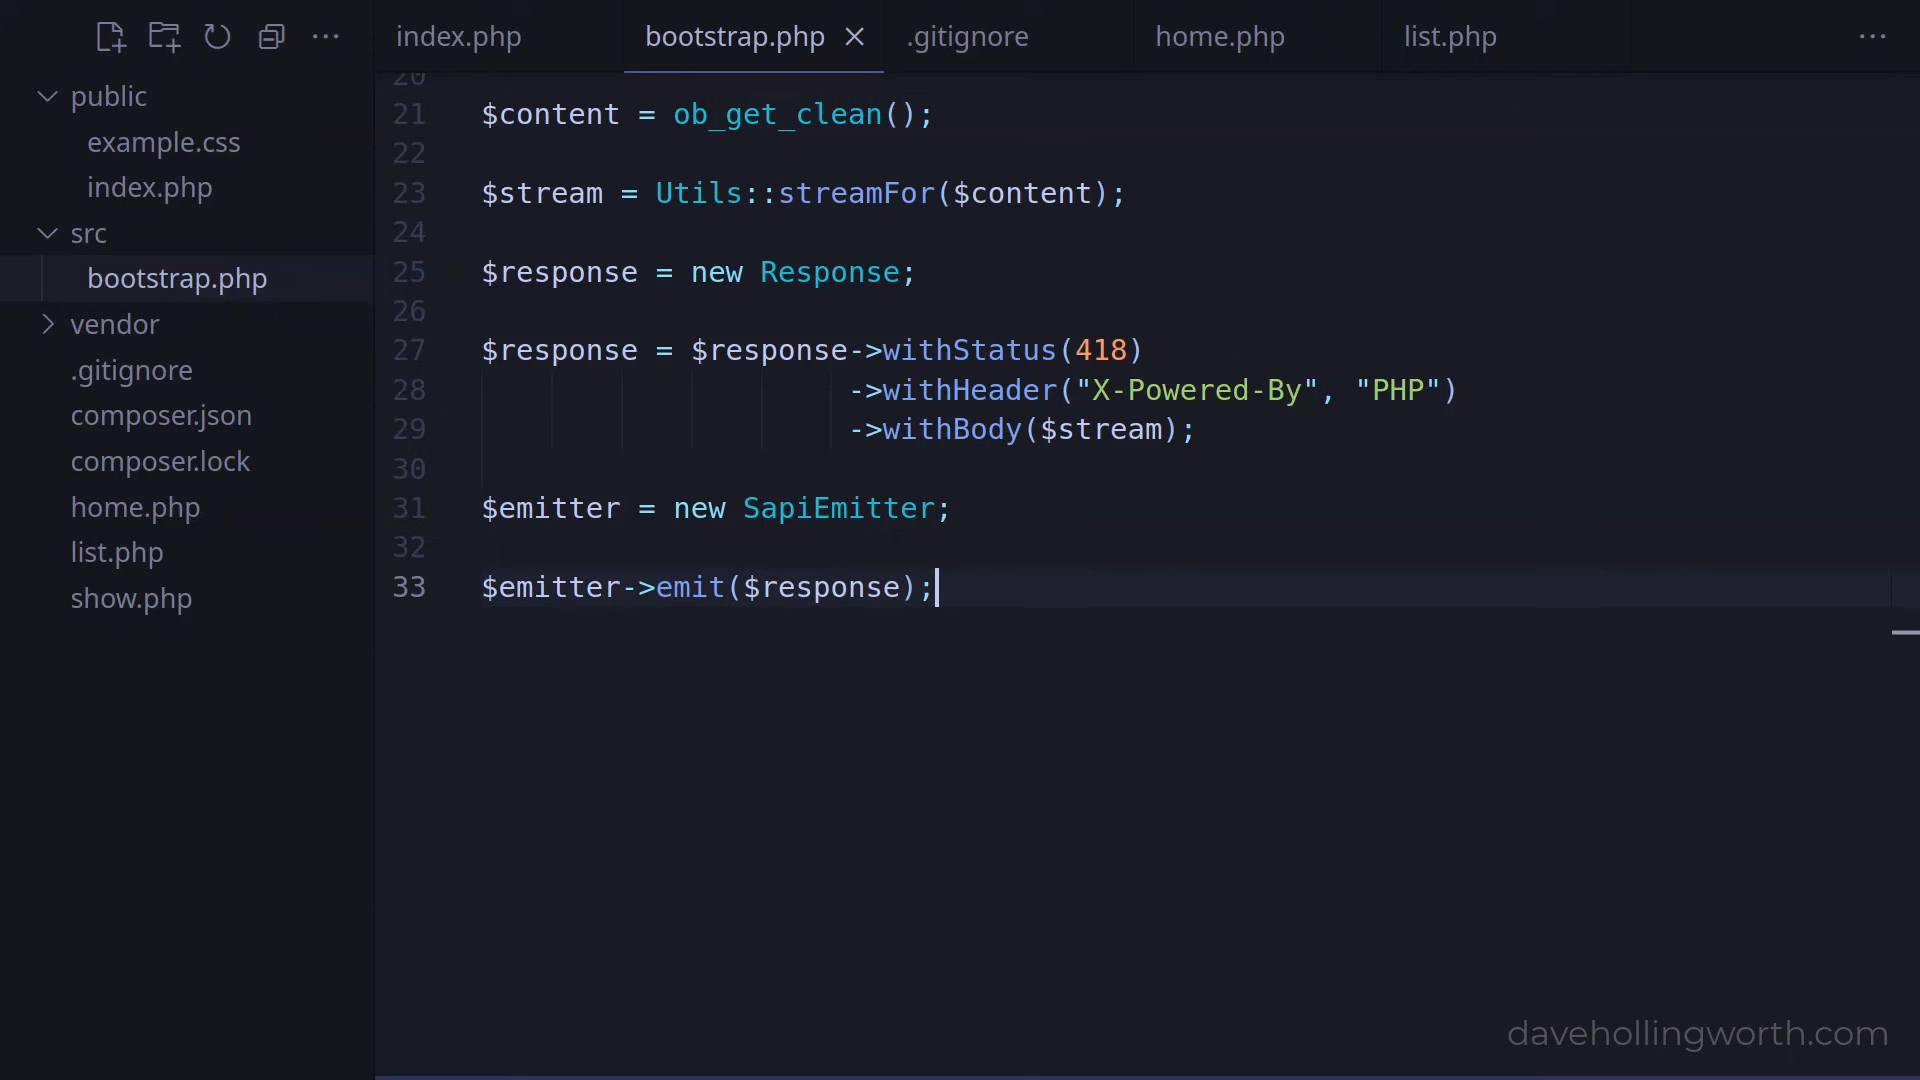 index.php
bootstrap.php
.gitignore
home.php
list.php
public
example.css
index.php
src
bootstrap.php
vendor
.gitignore
composer.json
composer.lock
home.php
list.php
show.php
20
21 $content = ob_get_clean();
22
23 $stream = Utils::streamFor($content);
24
25 $response = new Response;
26
27 $response = $response->withStatus(418)
28 ->withHeader("X-Powered-By", "PHP")
29 ->withBody($stream);
30
31 $emitter = new SapiEmitter;
32
33 $emitter->emit($response);
davehollingworth.com